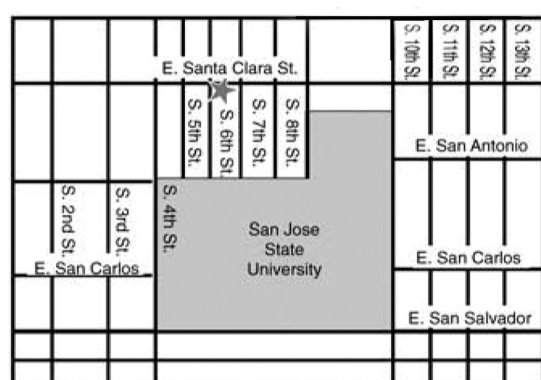 S. 10th St.
S. 11th St.
S. 12th St.
S. 13th St.
E. Santa Clara St.
S. 5th St.
S. 6th St.
S. 7th St.
S. 8th St.
E. San Antonio
S. 2nd St.
S. 3rd St.
S. 4th St.
San Jose
State
University
E. San Carlos
E. San Carlos
E. San Salvador